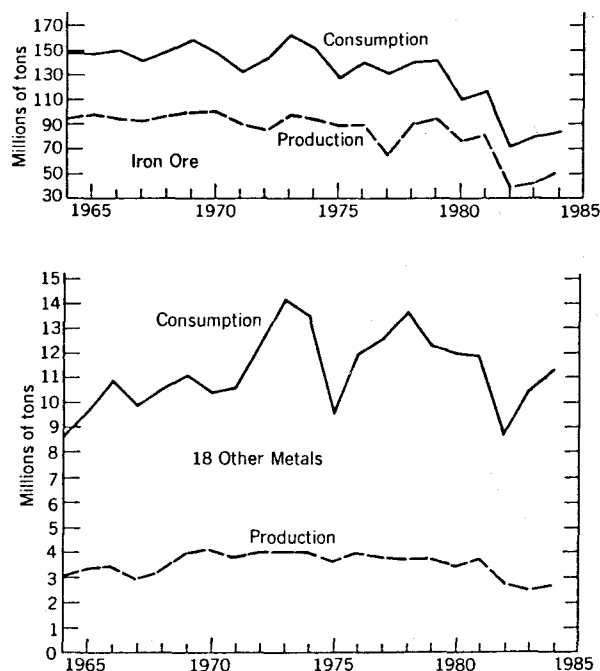 170
150
130
110
90
70
50
30
Millions of tons
Consumption
Production
Iron Ore
1965 1970 1975 1980 1985
15
14
13
12
11
10
9
8
7
6
5
4
3
2
1
0
Millions of tons
Consumption
18 Other Metals
Production
1965 1970 1975 1980 1985